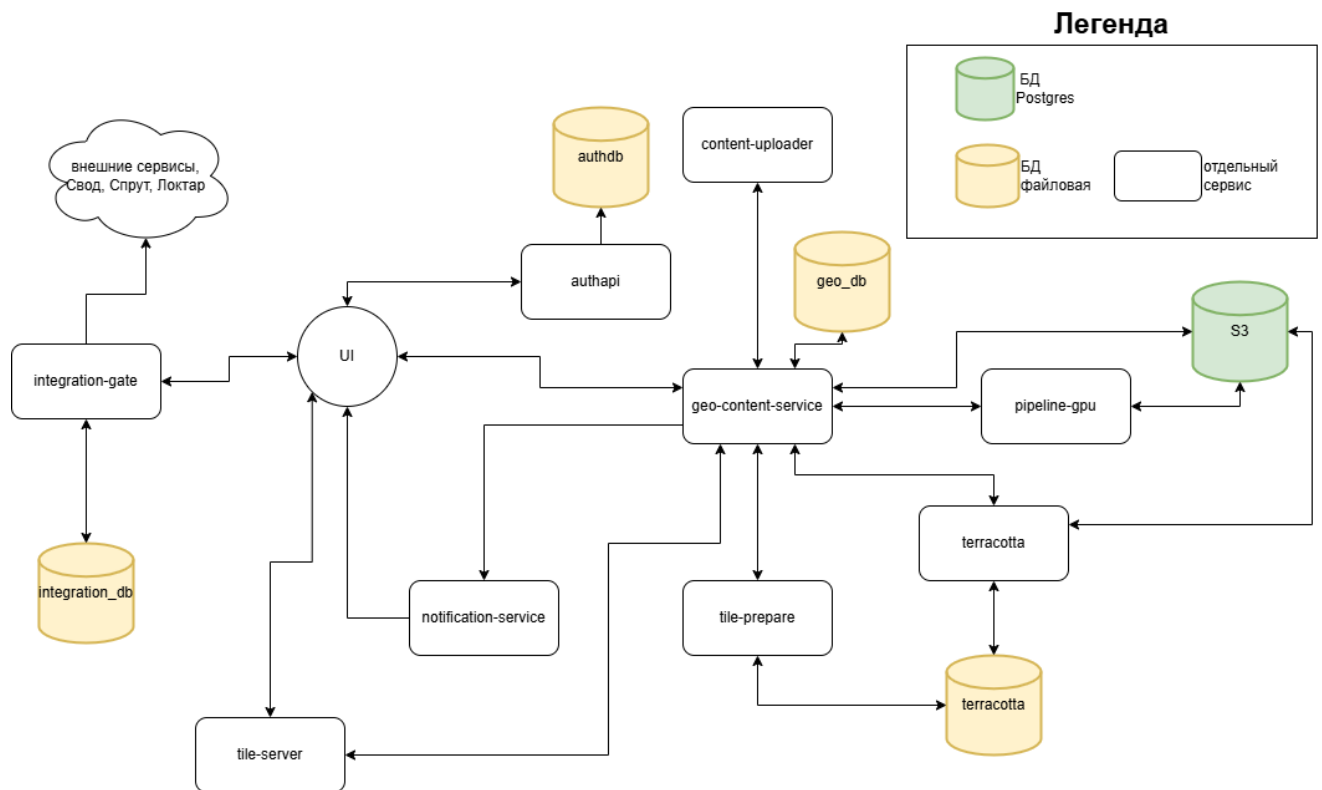 Легенда
БД
Postgres
БД
файловая
отдельный
сервис
внешние сервисы,
Свод, Спрут, Локтар
authdb
content-uploader
authapi
geo_db
S3
UI
integration-gate
geo-content-service
pipeline-gpu
terracotta
integration_db
notification-service
tile-prepare
terracotta
tile-server